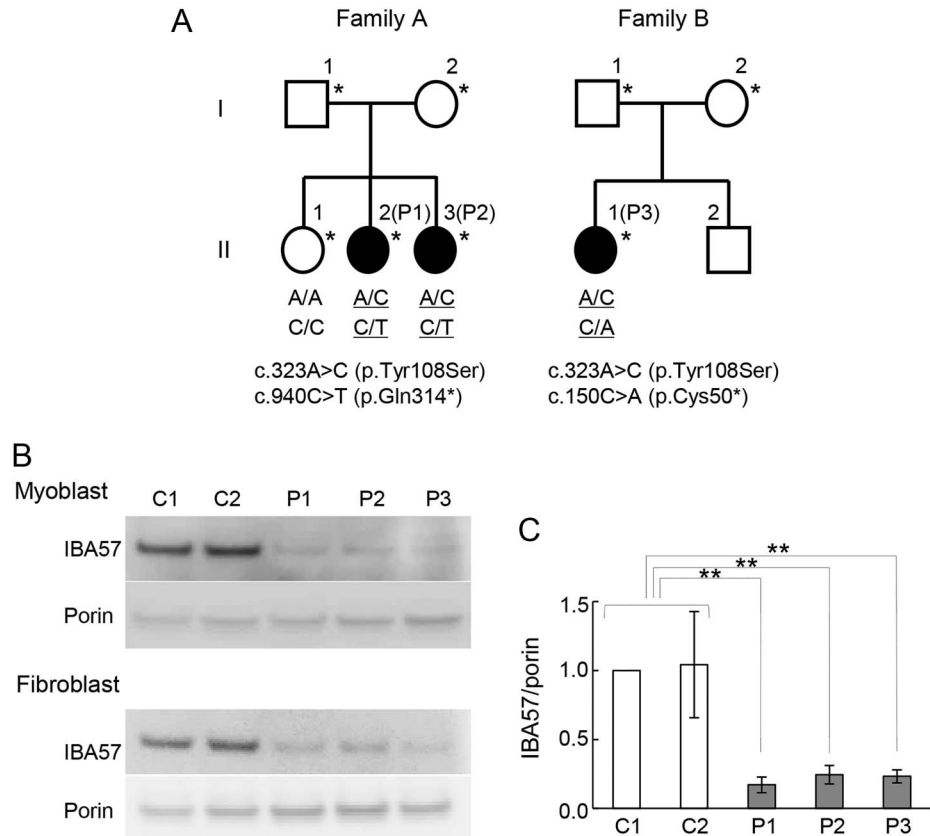 A
Family A
Family B
1
*
2
*
1
*
2
*
I
1
*
2(P1)
*
3(P2)
*
1(P3)
*
2
II
A/A
A/C
A/C
A/C
C/C
C/T
C/T
C/A
c.323A>C (p.Tyr108Ser)
c.323A>C (p.Tyr108Ser)
c.940C>T (p.Gln314*)
c.150C>A (p.Cys50*)
B
Myoblast
C1 C2 P1 P2 P3
IBA57
Porin
Fibroblast
IBA57
Porin
C
**
**
**
IBA57/porin
1.5
1.0
0.5
0.0
C1 C2 P1 P2 P3